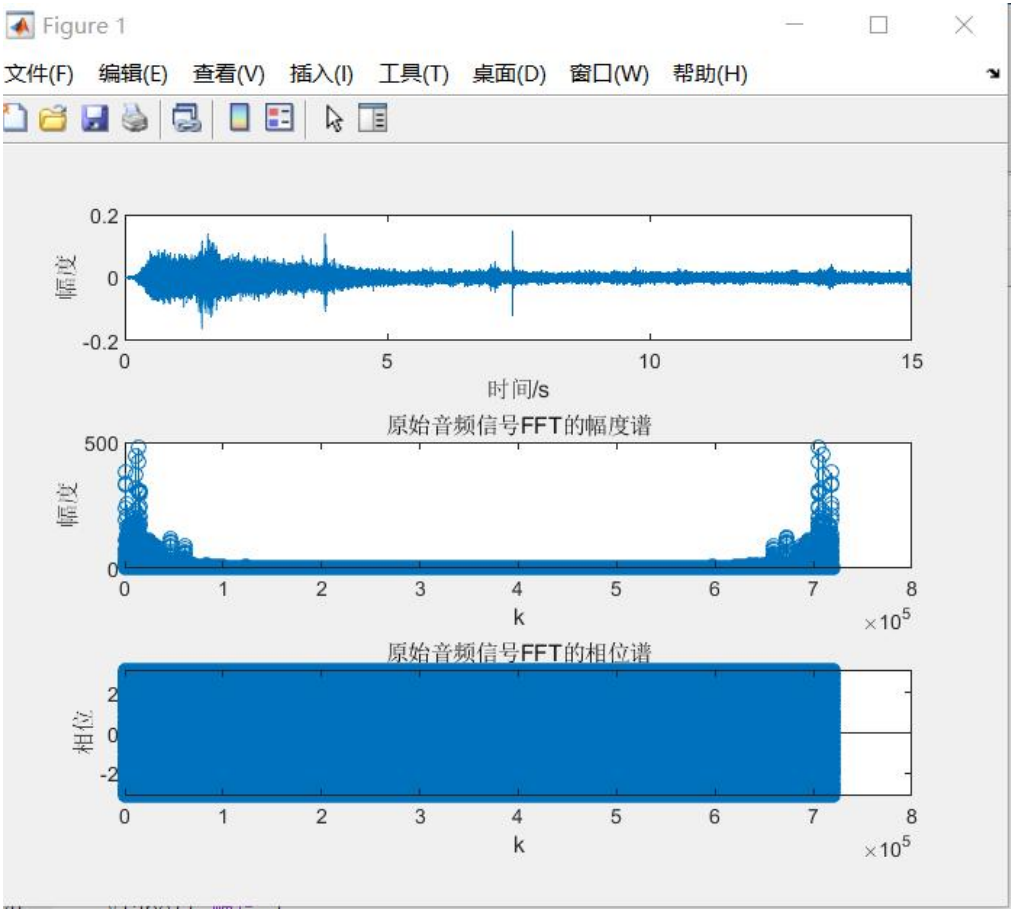 Figure 1
文件(F) 编辑(E) 查看(V) 插入(I) 工具(T) 桌面(D) 窗口(W) 帮助(H)
0.2
0
-0.2
幅度
0 5 10 15
时间/s
原始音频信号FFT的幅度谱
500
0
幅度
0 1 2 3 4 5 6 7 8
k
×10^5
原始音频信号FFT的相位谱
2
0
-2
相位
0 1 2 3 4 5 6 7 8
k
×10^5